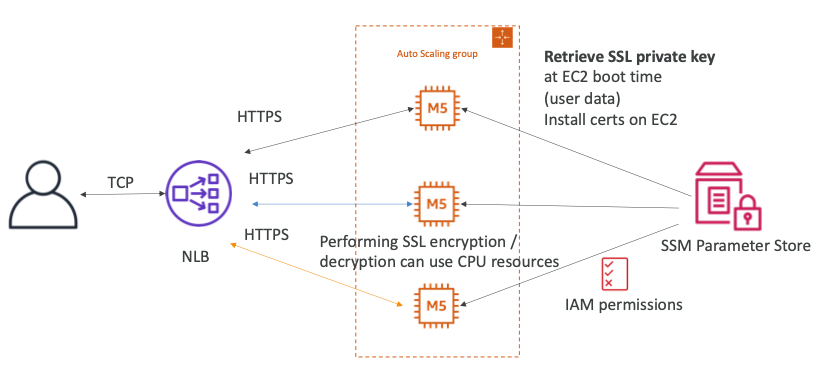 Auto Scaling group
Retrieve SSL private key
at EC2 boot time
(user data)
Install certs on EC2
M5
HTTPS
TCP
HTTPS
M5
HTTPS
Performing SSL encryption /
decryption can use CPU resources
NLB
SSM Parameter Store
M5
IAM permissions